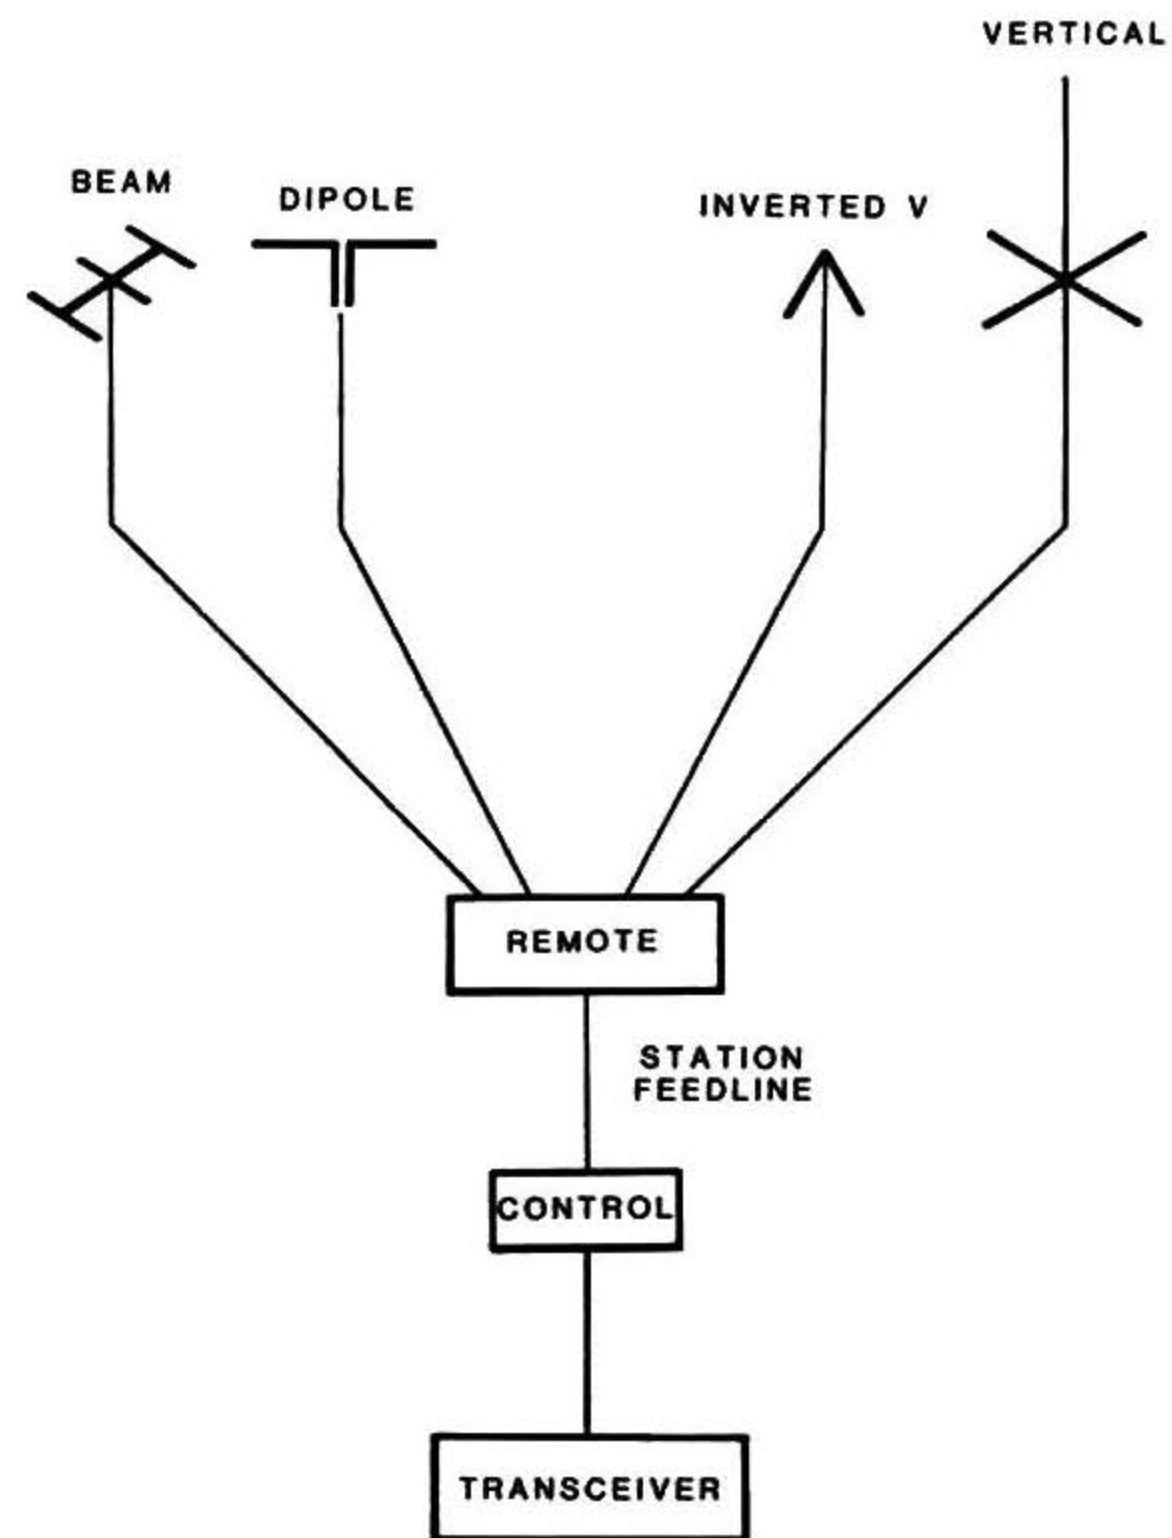 VERTICAL
BEAM
DIPOLE
INVERTED V
REMOTE
STATION
FEEDLINE
CONTROL
TRANSCEIVER